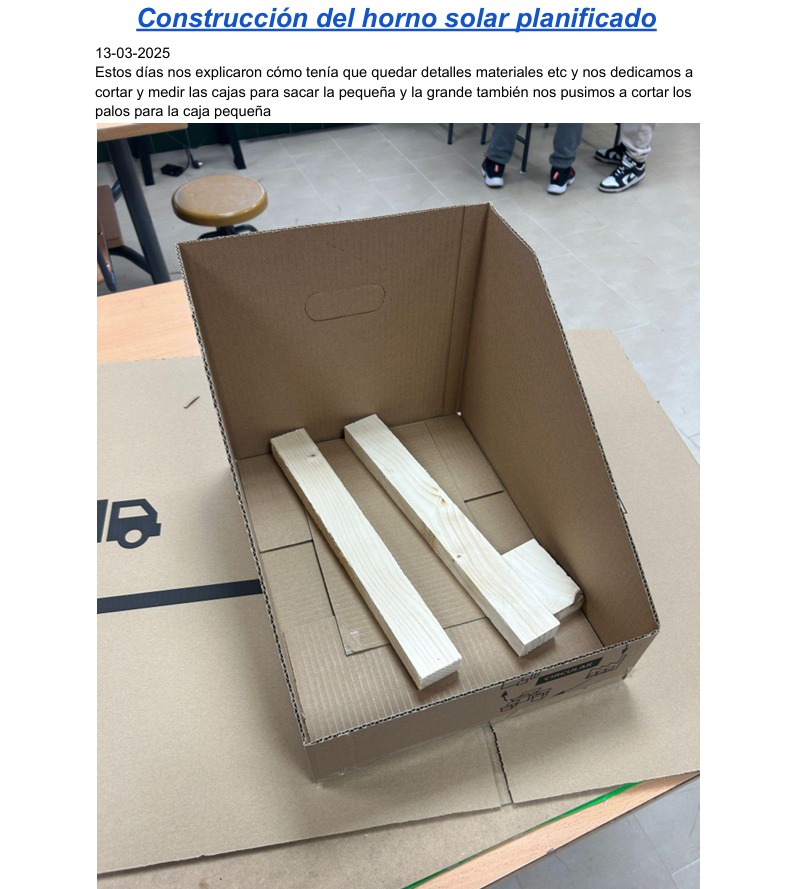 Construcción del horno solar planificado
13-03-2025
Estos días nos explicaron cómo tenía que quedar detalles materiales etc y nos dedicamos a
cortar y medir las cajas para sacar la pequeña y la grande también nos pusimos a cortar los
palos para la caja pequeña
CIRCULAR